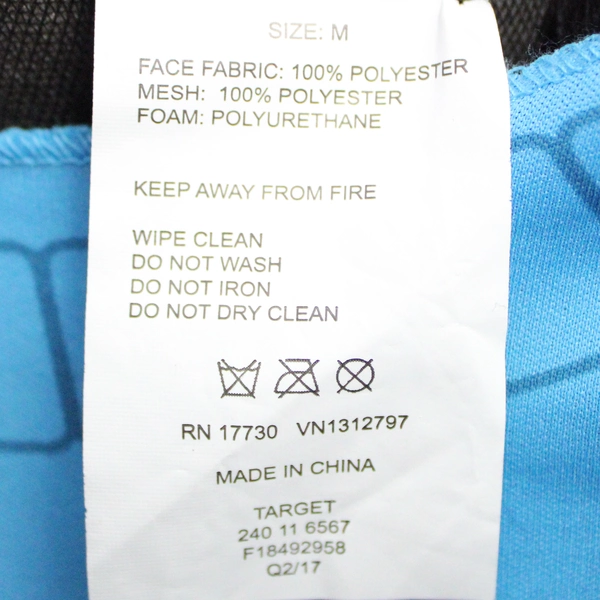 SIZE: M
FACE FABRIC: 100% POLYESTER
MESH: 100% POLYESTER
FOAM: POLYURETHANE
KEEP AWAY FROM FIRE
WIPE CLEAN
DO NOT WASH
DO NOT IRON
DO NOT DRY CLEAN
RN 17730 VN1312797
MADE IN CHINA
TARGET
240 11 6567
F18492958
Q2/17